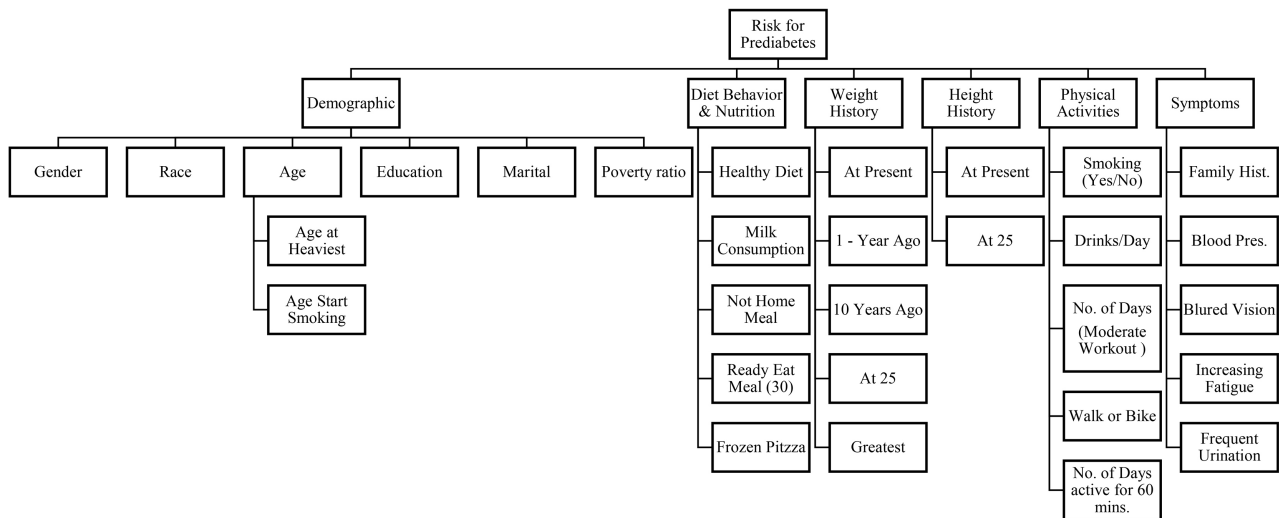 Risk for
Prediabetes
Demographic
Diet Behavior
& Nutrition
Weight
History
Height
History
Physical
Activities
Symptoms
Gender
Race
Age
Education
Marital
Poverty ratio
Age at
Heaviest
Age Start
Smoking
Healthy Diet
Milk
Consumption
Not Home
Meal
Ready Eat
Meal (30)
Frozen Pitzza
At Present
1 - Year Ago
10 Years Ago
At 25
Greatest
At Present
At 25
Smoking
(Yes/No)
Drinks/Day
No. of Days
(Moderate
Workout )
Walk or Bike
No. of Days
active for 60
mins.
Family Hist.
Blood Pres.
Blured Vision
Increasing
Fatigue
Frequent
Urination